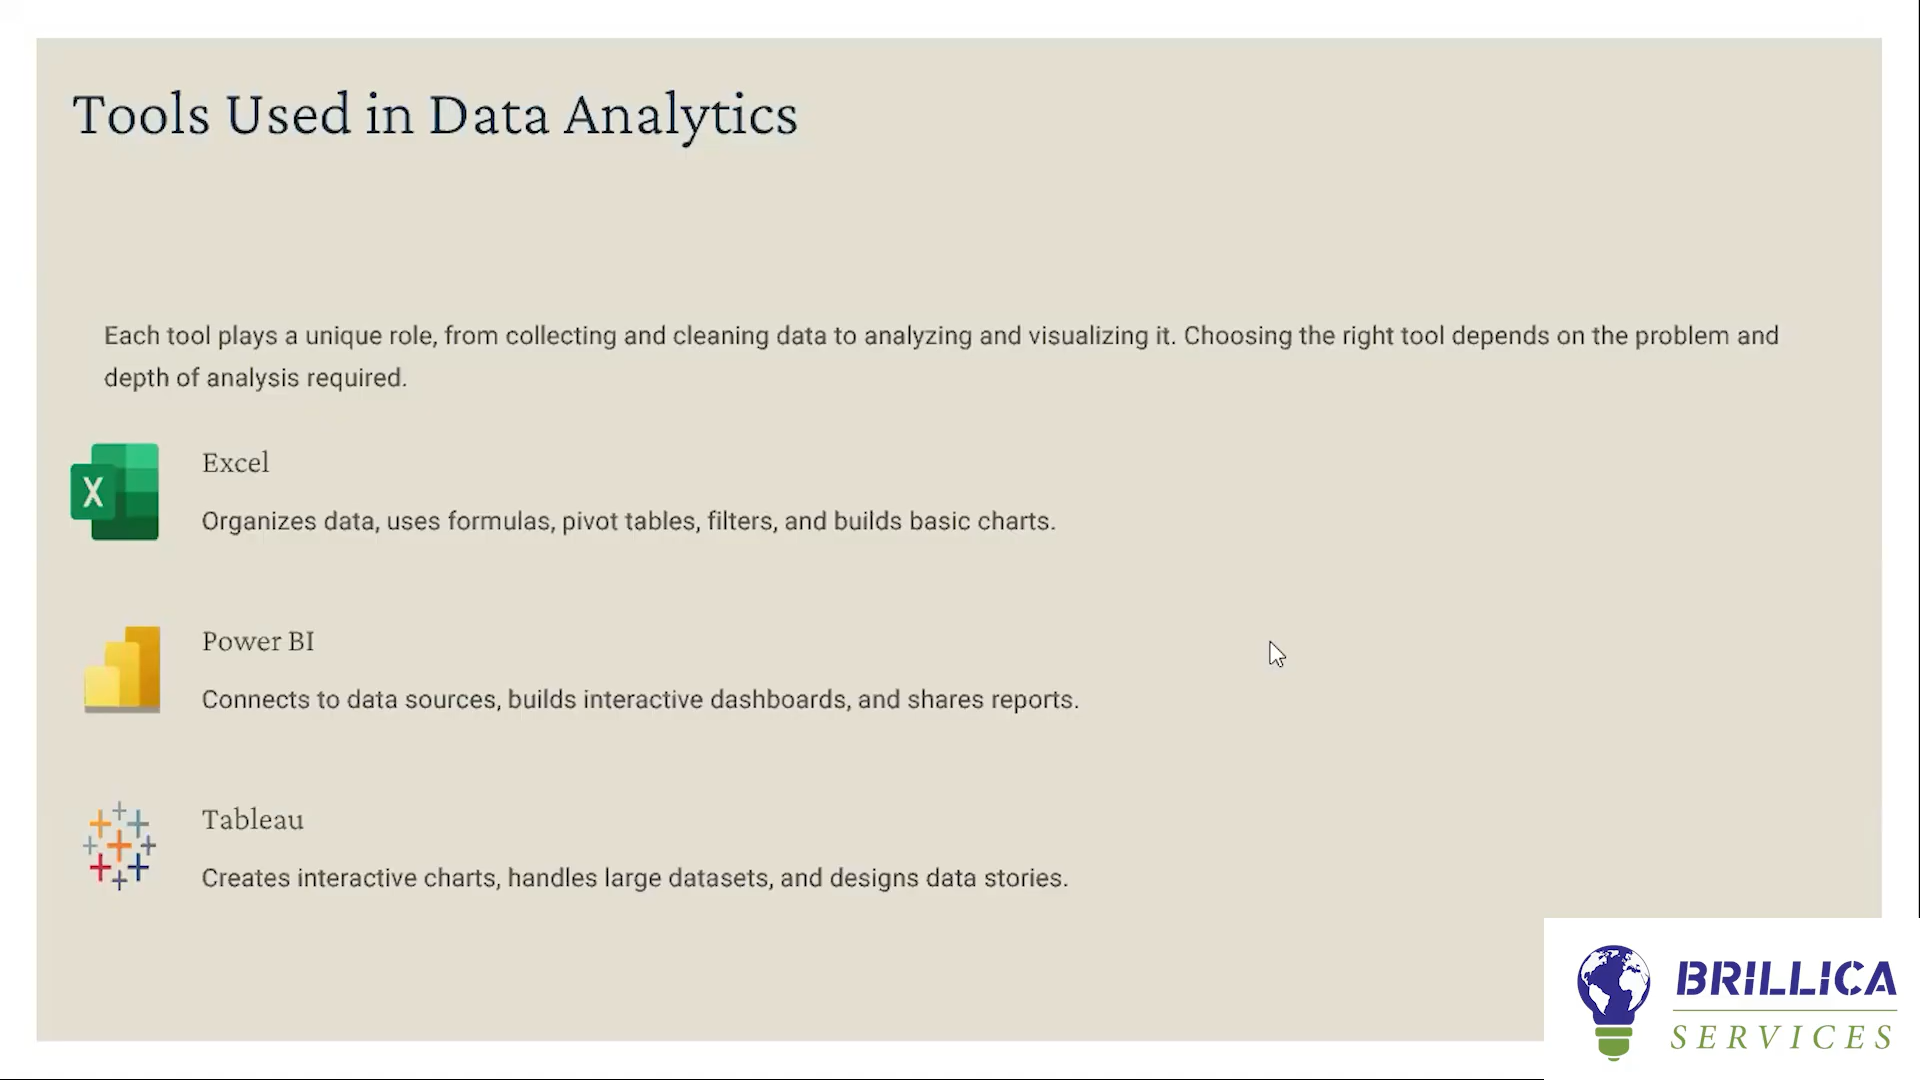 Tools Used in Data Analytics
Each tool plays a unique role, from collecting and cleaning data to analyzing and visualizing it. Choosing the right tool depends on the problem and
depth of analysis required.
X
Excel
Organizes data, uses formulas, pivot tables, filters, and builds basic charts.
Power BI
Connects to data sources, builds interactive dashboards, and shares reports.
Tableau
Creates interactive charts, handles large datasets, and designs data stories.
BRILLICA
SERVICES